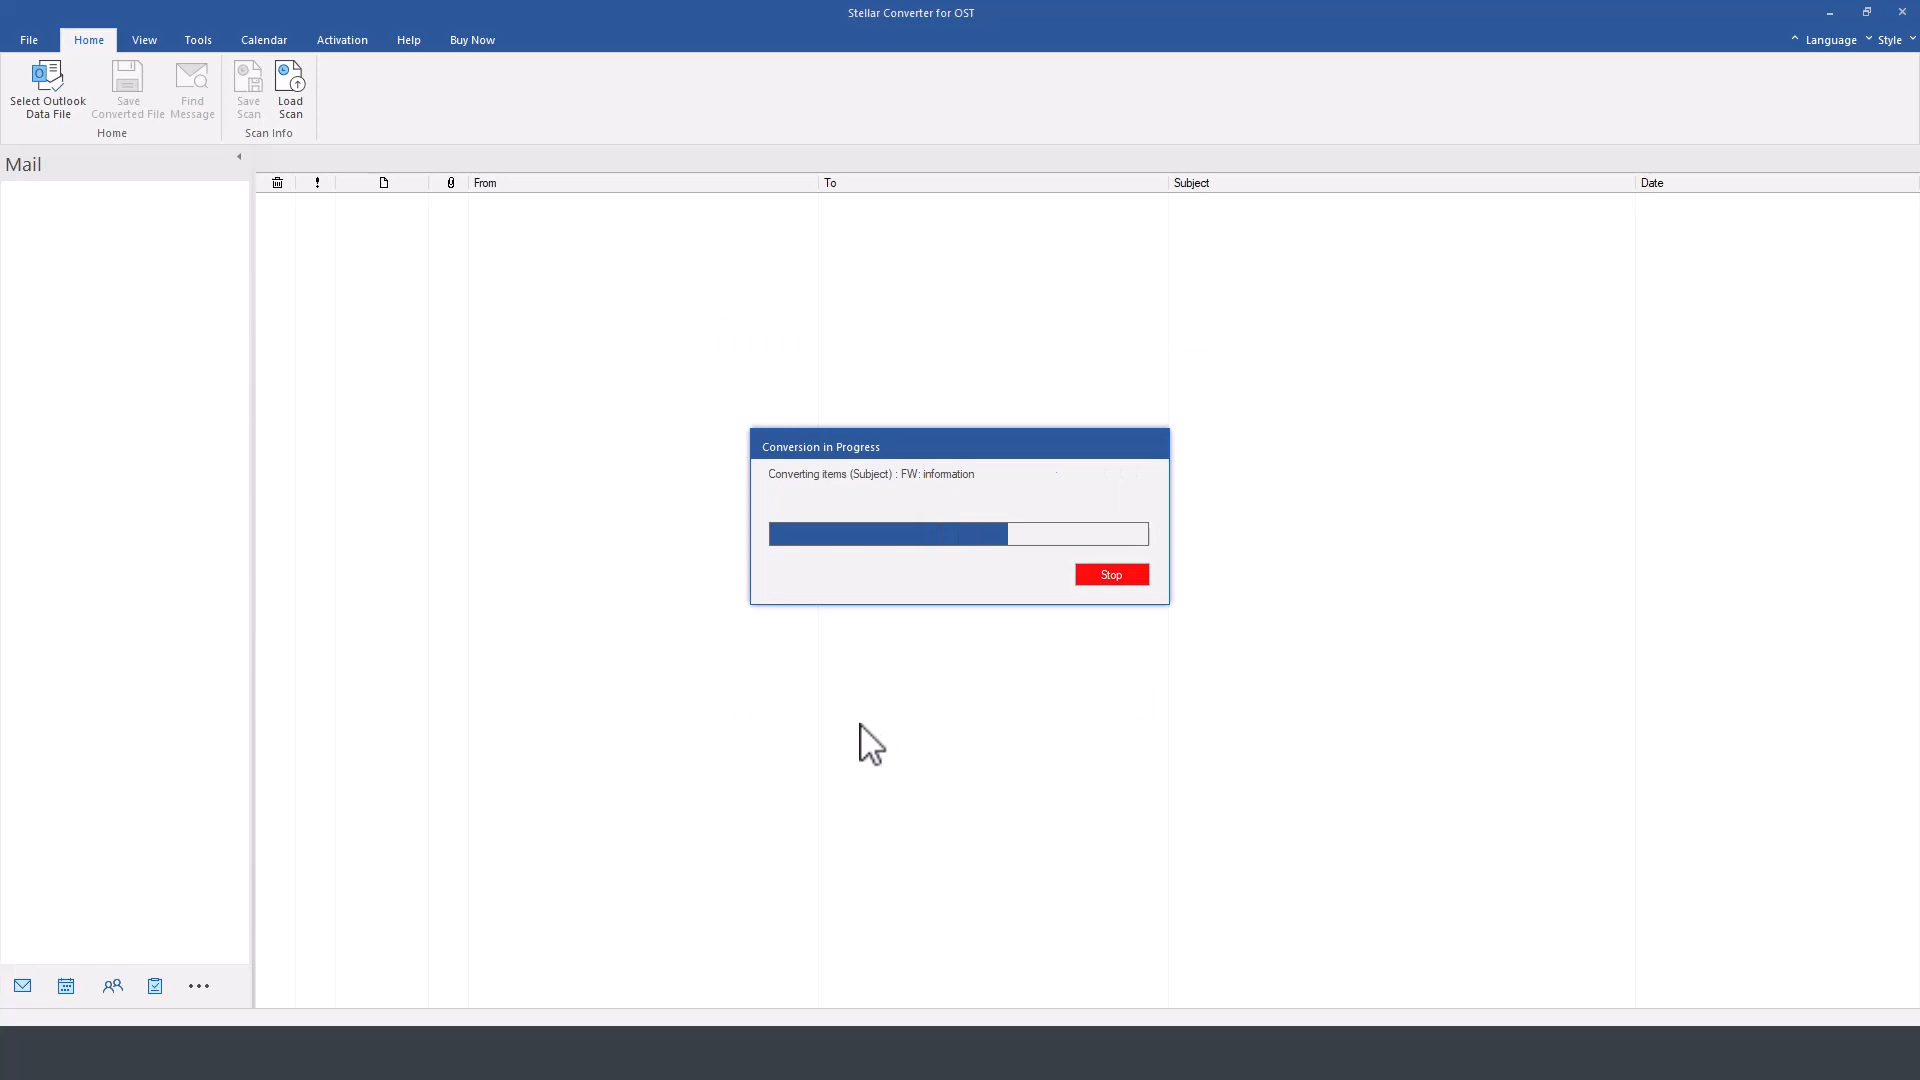 Stellar Converter for OST
File Home View Tools Calendar Activation Help Buy Now Language Style
Select Outlook Data File
Save Converted File
Find Message
Save Scan
Load Scan
Home
Scan Info
Mail
From To Subject Date
Conversion in Progress
Converting items (Subject) : FW: information
Stop